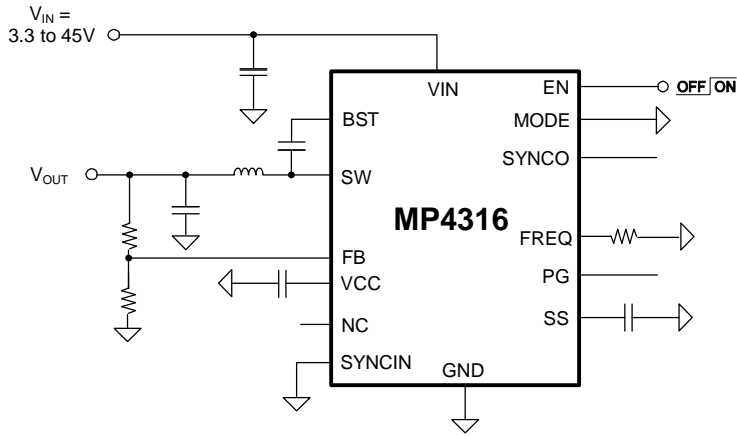 V_IN =
3.3 to 45V
VIN
EN
OFF ON
BST
MODE
SYNCO
V_OUT
SW
MP4316
FREQ
FB
VCC
PG
NC
SS
SYNCIN
GND